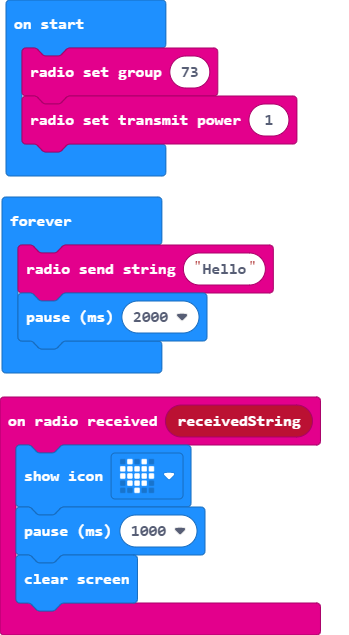 on start
radio set group 73
radio set transmit power 1
forever
radio send string "Hello"
pause (ms) 2000
on radio received receivedString
show icon
pause (ms) 1000
clear screen